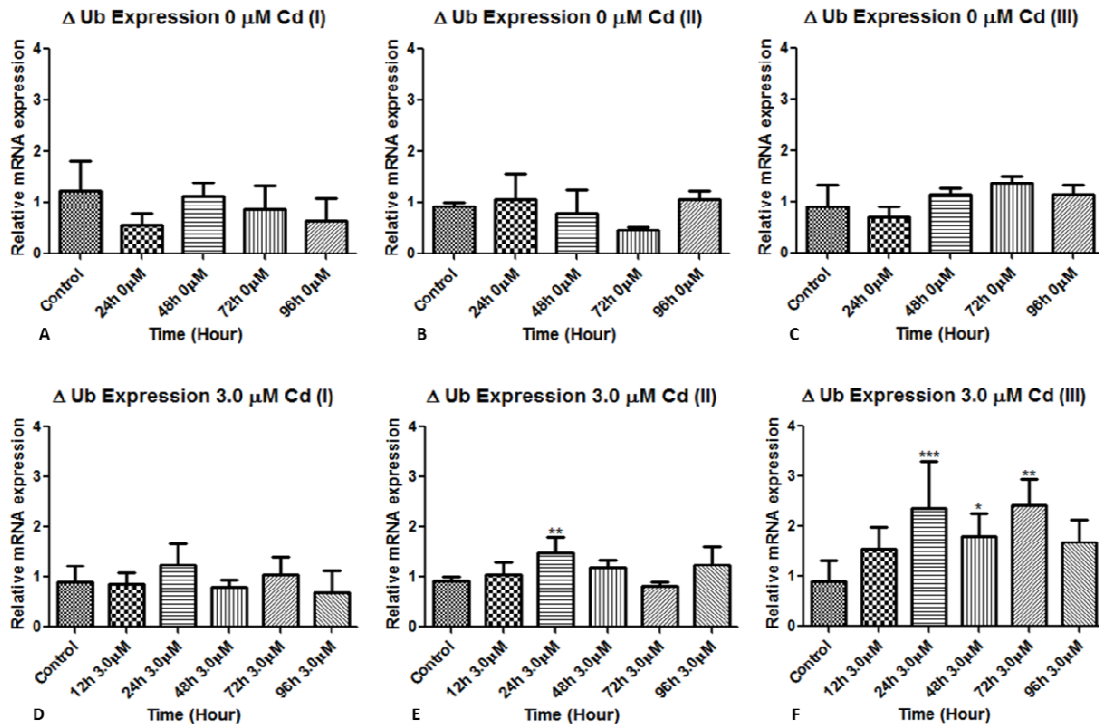 Δ Ub Expression 0 μM Cd (I)
Relative mRNA expression
4
3
2
1
0
Control
24h 0μM
48h 0μM
72h 0μM
96h 0μM
A
Time (Hour)
Δ Ub Expression 0 μM Cd (II)
Relative mRNA expression
4
3
2
1
0
Control
24h 0μM
48h 0μM
72h 0μM
96h 0μM
B
Time (Hour)
Δ Ub Expression 0 μM Cd (III)
Relative mRNA expression
4
3
2
1
0
Control
24h 0μM
48h 0μM
72h 0μM
96h 0μM
C
Time (Hour)
Δ Ub Expression 3.0 μM Cd (I)
Relative mRNA expression
4
3
2
1
0
Control
12h 3.0μM
24h 3.0μM
48h 3.0μM
72h 3.0μM
96h 3.0μM
D
Time (Hour)
Δ Ub Expression 3.0 μM Cd (II)
Relative mRNA expression
4
3
2
1
0
**
Control
12h 3.0μM
24h 3.0μM
48h 3.0μM
72h 3.0μM
96h 3.0μM
E
Time (Hour)
Δ Ub Expression 3.0 μM Cd (III)
Relative mRNA expression
4
3
2
1
0
***
*
**
Control
12h 3.0μM
24h 3.0μM
48h 3.0μM
72h 3.0μM
96h 3.0μM
F
Time (Hour)